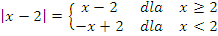 |x − 2| = { x − 2 dla x ≥ 2
−x + 2 dla x < 2